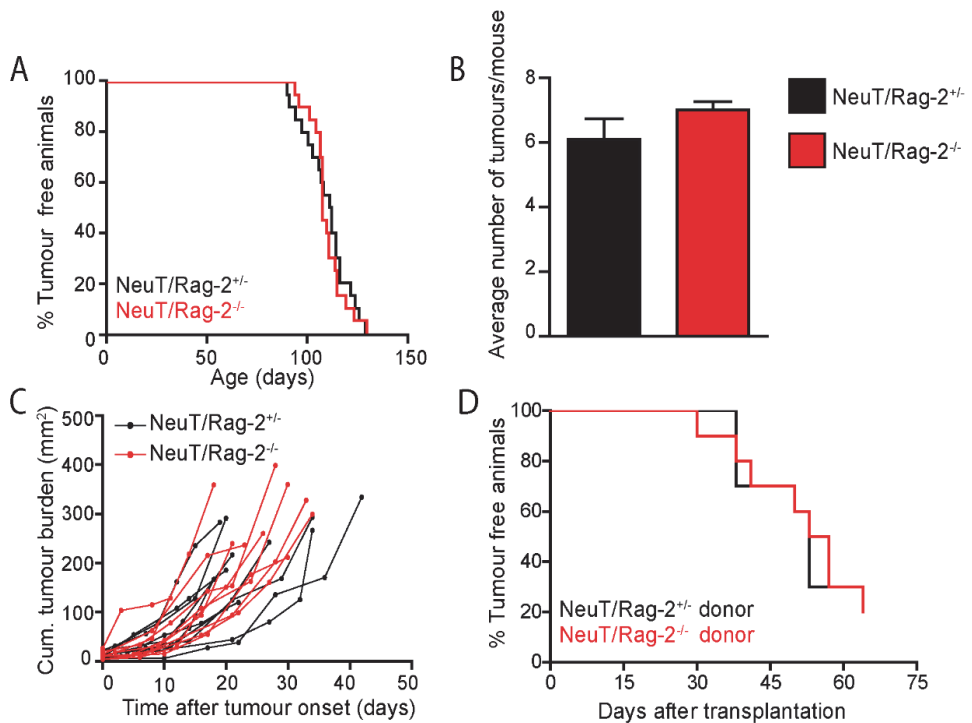 A
% Tumour free animals
100
80
60
40
20
0
NeuT/Rag-2+/-
NeuT/Rag-2-/-
0
50
100
150
Age (days)
B
Average number of tumours/mouse
8
6
4
2
0
NeuT/Rag-2+/-
NeuT/Rag-2-/-
C
Cum. tumour burden (mm2)
500
400
300
200
100
0
NeuT/Rag-2+/-
NeuT/Rag-2-/-
0
10
20
30
40
50
Time after tumour onset (days)
D
% Tumour free animals
100
80
60
40
20
NeuT/Rag-2+/- donor
NeuT/Rag-2-/- donor
0
15
30
45
60
75
Days after transplantation